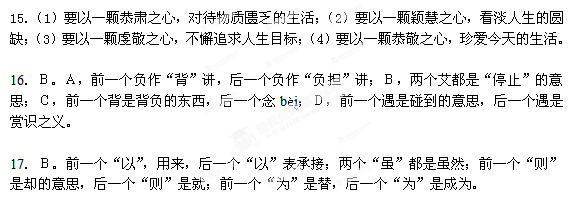 15.（1）要以一颗恭肃之心，对待物质匮乏的生活；（2）要以一颗颖慧之心，看淡人生的圆
缺；（3）要以一颗虔敬之心，不懈追求人生目标；（4）要以一颗恭敬之心，珍爱今天的生活。
16. B。A，前一个负作“背”讲，后一个负作“负担”讲；B，两个艾都是“停止”的意
思；C，前一个背是背负的东西，后一个念 bèi；D，前一个遇是碰到的意思，后一个遇是
赏识之义。
17. B。前一个“以”，用来，后一个“以”表承接；两个“虽”都是虽然；前一个“则”
是却的意思，后一个“则”是就；前一个“为”是替，后一个“为”是成为。